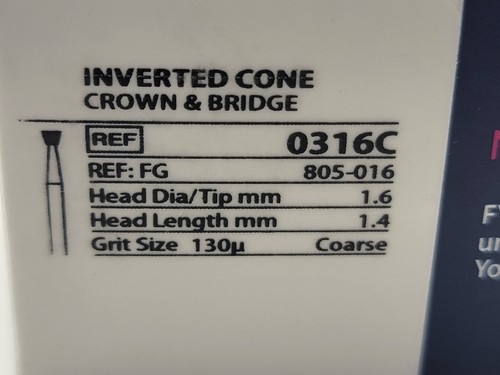 INVERTED CONE
CROWN & BRIDGE
REF 0316C
REF: FG 805-016
Head Dia/Tip mm 1.6
Head Length mm 1.4
Grit Size 130µ Coarse